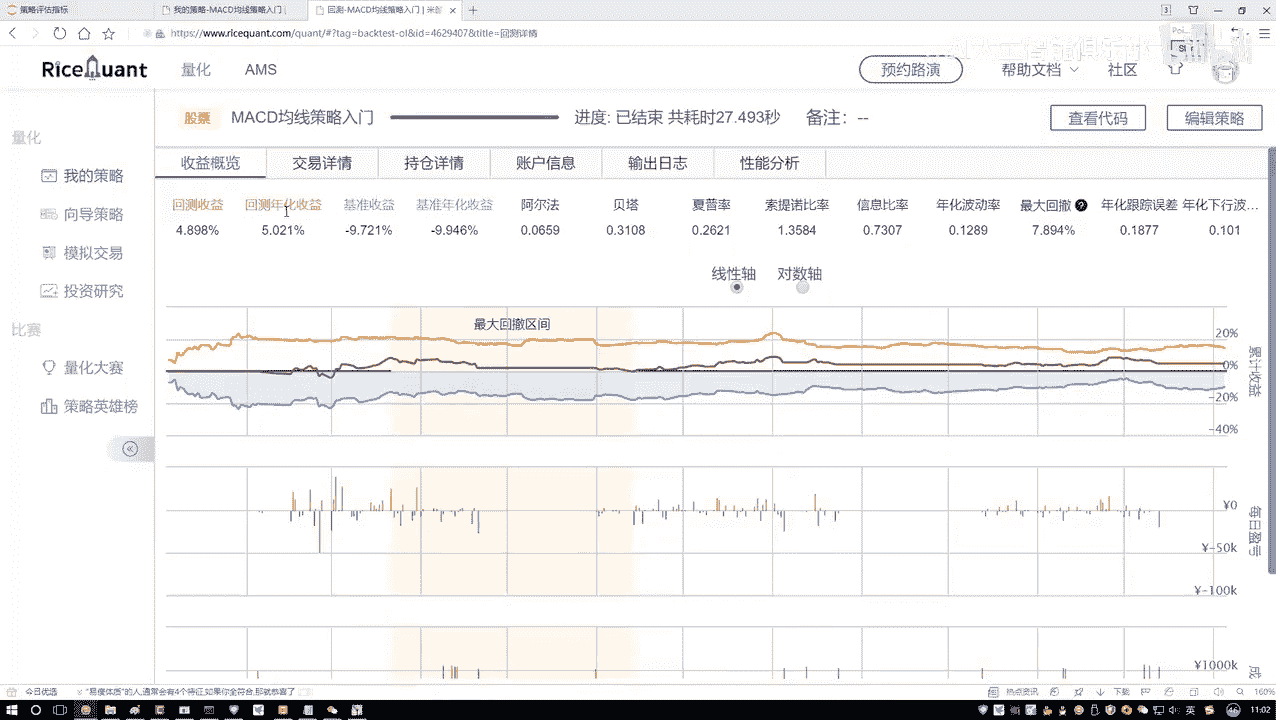 策略评估指标 我的策略-MACD均线策略入门 回测-MACD均线策略入门 | 米筐
https://www.ricequant.com/quant/#?tag=backtest-ol&id=4629407&title=回测详情
RiceQuant 量化 AMS 预约路演 帮助文档 社区
股票 MACD均线策略入门 进度: 已结束 共耗时27.493秒 备注: -- 查看代码 编辑策略
量化
我的策略
向导策略
模拟交易
投资研究
比赛
量化大赛
策略英雄榜
收益概览 交易详情 持仓详情 账户信息 输出日志 性能分析
回测收益 回测年化收益 基准收益 基准年化收益 阿尔法 贝塔 夏普率 索提诺比率 信息比率 年化波动率 最大回撤 ? 年化跟踪误差 年化下行波...
4.898% 5.021% -9.721% -9.946% 0.0659 0.3108 0.2621 1.3584 0.7307 0.1289 7.894% 0.1877 0.101
线性轴 对数轴
最大回撤区间
20%
0%
-20%
-40%
累计收益
¥0
¥-50k
¥-100k
每日盈亏
¥1000k
成
今日优选 "易瘦体质"的人,通常会有4个特征,如果你全符合,那就恭喜了 热点资讯 下载 160%
11:02